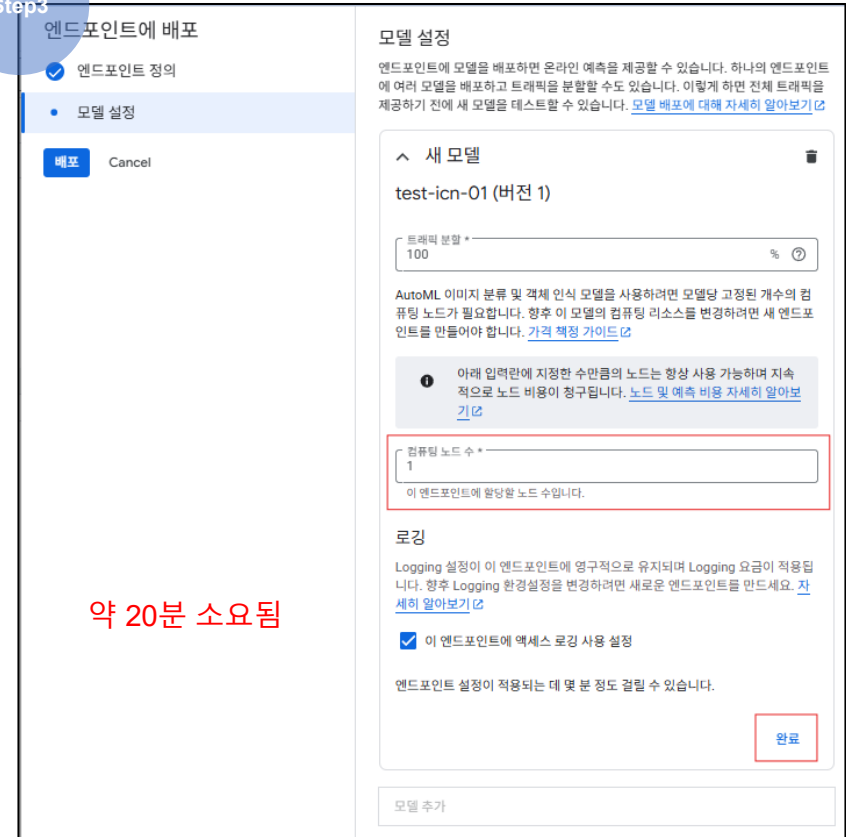 Step3
엔드포인트에 배포
엔드포인트 정의
모델 설정
배포 Cancel
약 20분 소요됨
모델 설정
엔드포인트에 모델을 배포하면 온라인 예측을 제공할 수 있습니다. 하나의 엔드포인트
에 여러 모델을 배포하고 트래픽을 분할할 수도 있습니다. 이렇게 하면 전체 트래픽을
제공하기 전에 새 모델을 테스트할 수 있습니다. 모델 배포에 대해 자세히 알아보기
새 모델
test-icn-01 (버전 1)
트래픽 분할 *
100 %
AutoML 이미지 분류 및 객체 인식 모델을 사용하려면 모델당 고정된 개수의 컴
퓨팅 노드가 필요합니다. 향후 이 모델의 컴퓨팅 리소스를 변경하려면 새 엔드포
인트를 만들어야 합니다. 가격 책정 가이드
아래 입력란에 지정한 수만큼의 노드는 항상 사용 가능하며 지속
적으로 노드 비용이 청구됩니다. 노드 및 예측 비용 자세히 알아보
기
컴퓨팅 노드 수 *
1
이 엔드포인트에 할당할 노드 수입니다.
로깅
Logging 설정이 이 엔드포인트에 영구적으로 유지되며 Logging 요금이 적용됩
니다. 향후 Logging 환경설정을 변경하려면 새로운 엔드포인트를 만드세요. 자
세히 알아보기
이 엔드포인트에 액세스 로깅 사용 설정
엔드포인트 설정이 적용되는 데 몇 분 정도 걸릴 수 있습니다.
완료
모델 추가